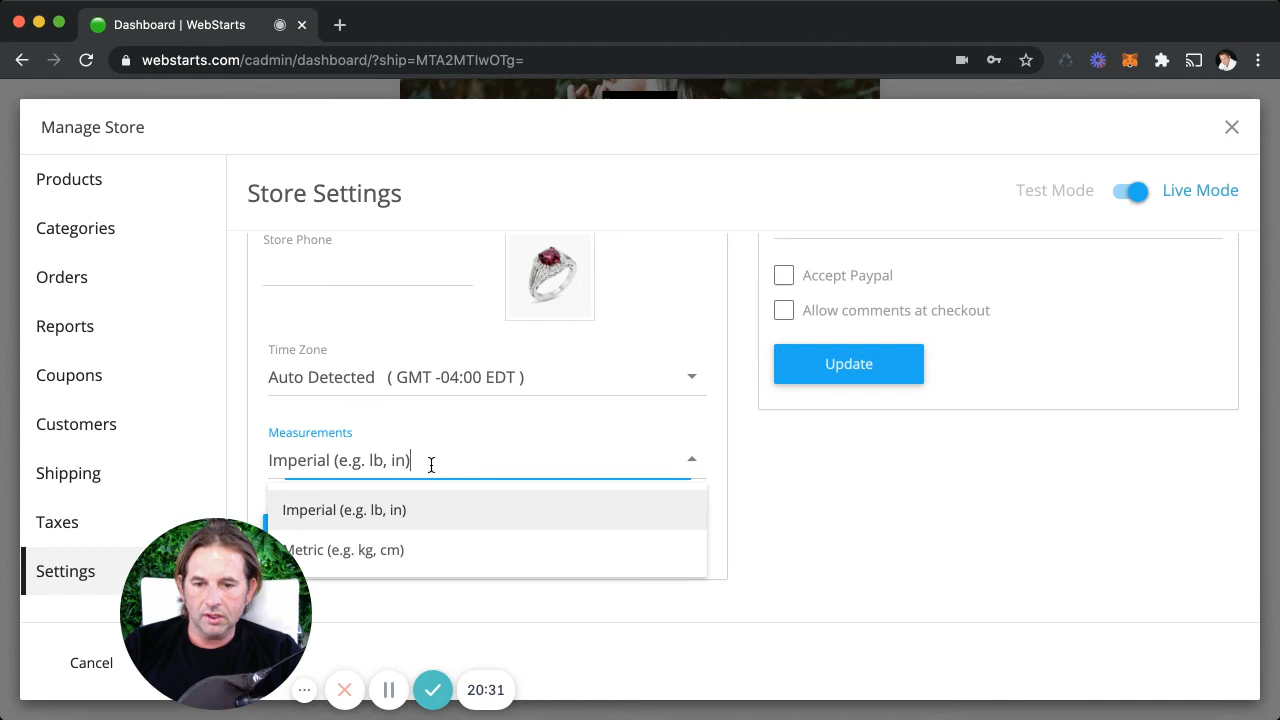 Dashboard | WebStarts
webstarts.com/cadmin/dashboard/?ship=MTA2MTIwOTg=
Manage Store
Products
Categories
Orders
Reports
Coupons
Customers
Shipping
Taxes
Settings
Cancel
Store Settings
Test Mode
Live Mode
Store Phone
Time Zone
Auto Detected ( GMT -04:00 EDT )
Measurements
Imperial (e.g. lb, in)
Imperial (e.g. lb, in)
Metric (e.g. kg, cm)
Accept Paypal
Allow comments at checkout
Update
20:31